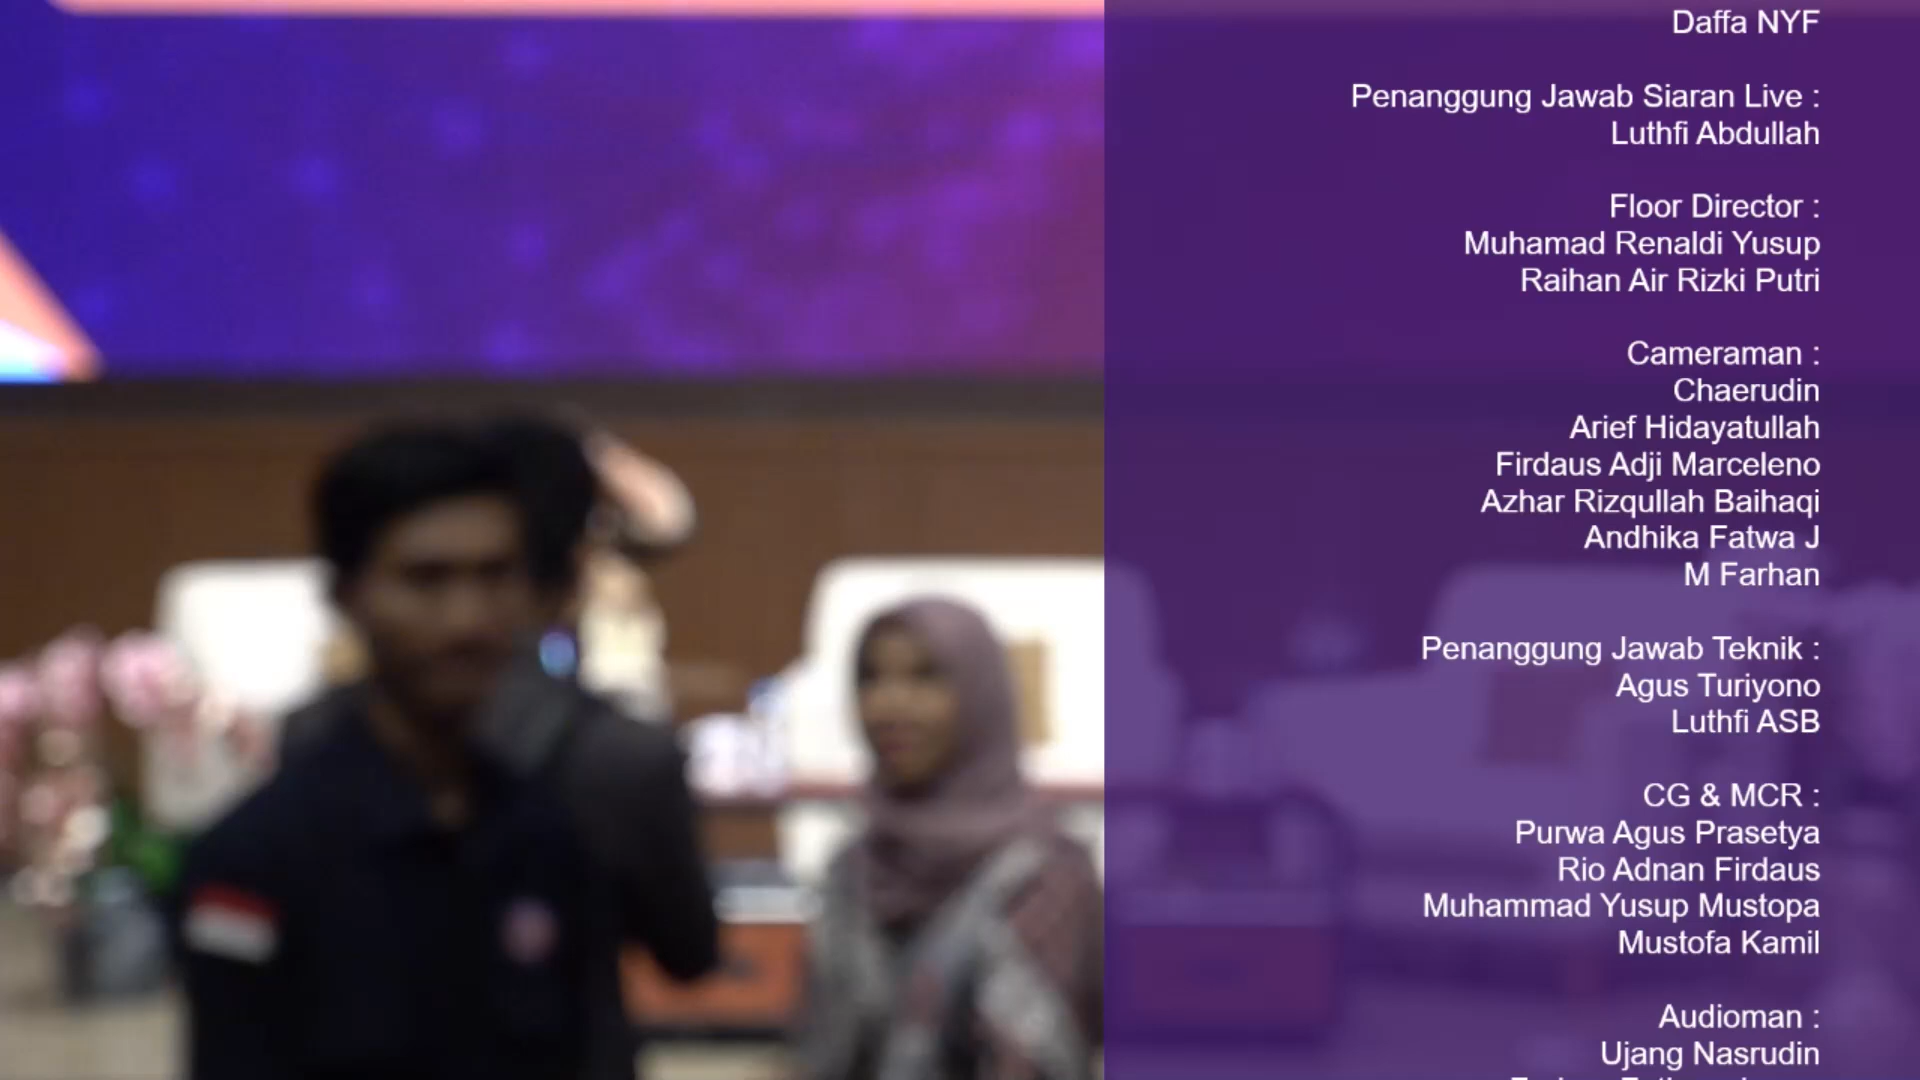 Daffa NYF
Penanggung Jawab Siaran Live :
Luthfi Abdullah
Floor Director :
Muhamad Renaldi Yusup
Raihan Air Rizki Putri
Cameraman :
Chaerudin
Arief Hidayatullah
Firdaus Adji Marceleno
Azhar Rizqullah Baihaqi
Andhika Fatwa J
M Farhan
Penanggung Jawab Teknik :
Agus Turiyono
Luthfi ASB
CG & MCR :
Purwa Agus Prasetya
Rio Adnan Firdaus
Muhammad Yusup Mustopa
Mustofa Kamil
Audioman :
Ujang Nasrudin